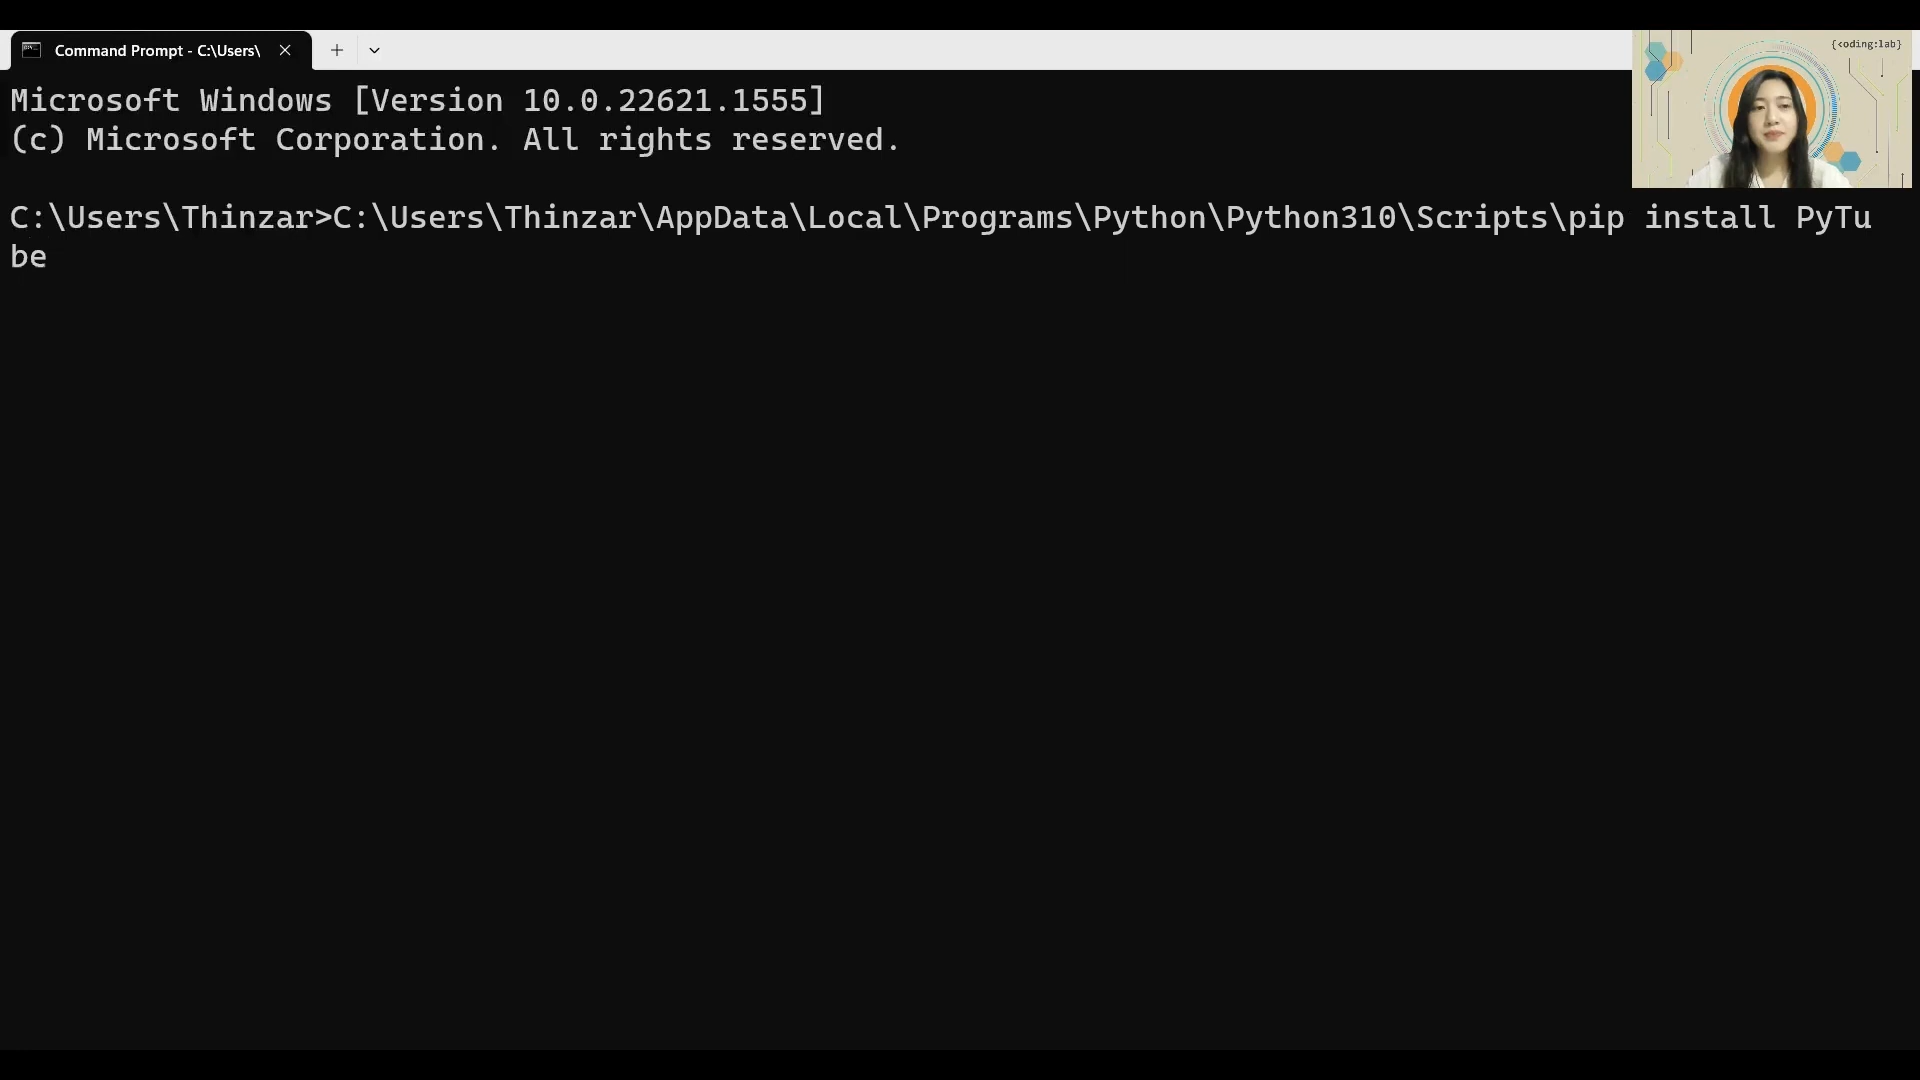 Command Prompt - C:\Users\
{<oding:lab}
Microsoft Windows [Version 10.0.22621.1555]
(c) Microsoft Corporation. All rights reserved.
C:\Users\Thinzar>C:\Users\Thinzar\AppData\Local\Programs\Python\Python310\Scripts\pip install PyTu
be